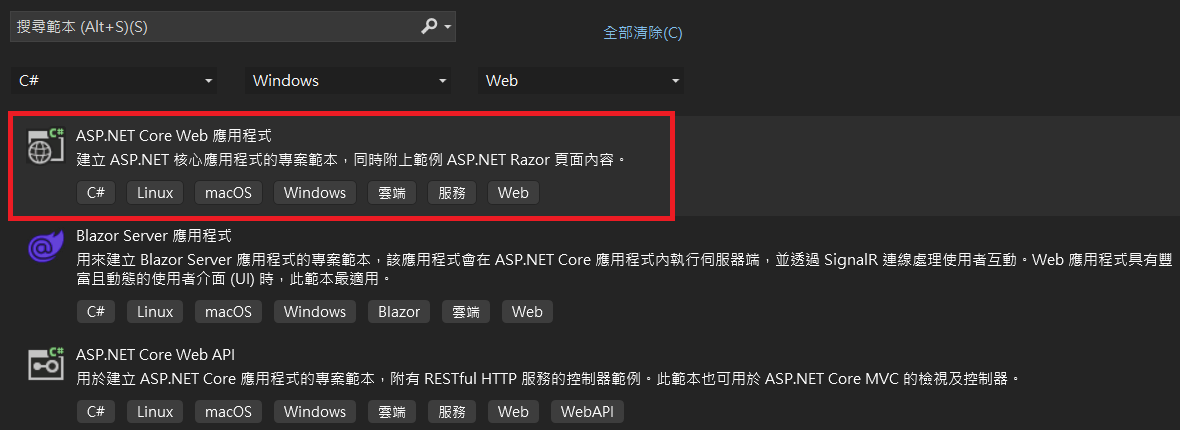 搜尋範本 (Alt+S)(S)
全部清除(C)
C# Windows Web
C#
ASP.NET Core Web 應用程式
建立 ASP.NET 核心應用程式的專案範本，同時附上範例 ASP.NET Razor 頁面內容。
C# Linux macOS Windows 雲端 服務 Web
Blazor Server 應用程式
用來建立 Blazor Server 應用程式的專案範本，該應用程式會在 ASP.NET Core 應用程式內執行伺服器端，並透過 SignalR 連線處理使用者互動。Web 應用程式具有豐
富且動態的使用者介面 (UI) 時，此範本最適用。
C# Linux macOS Windows Blazor 雲端 Web
C#
ASP.NET Core Web API
用於建立 ASP.NET Core 應用程式的專案範本，附有 RESTful HTTP 服務的控制器範例。此範本也可用於 ASP.NET Core MVC 的檢視及控制器。
C# Linux macOS Windows 雲端 服務 Web WebAPI